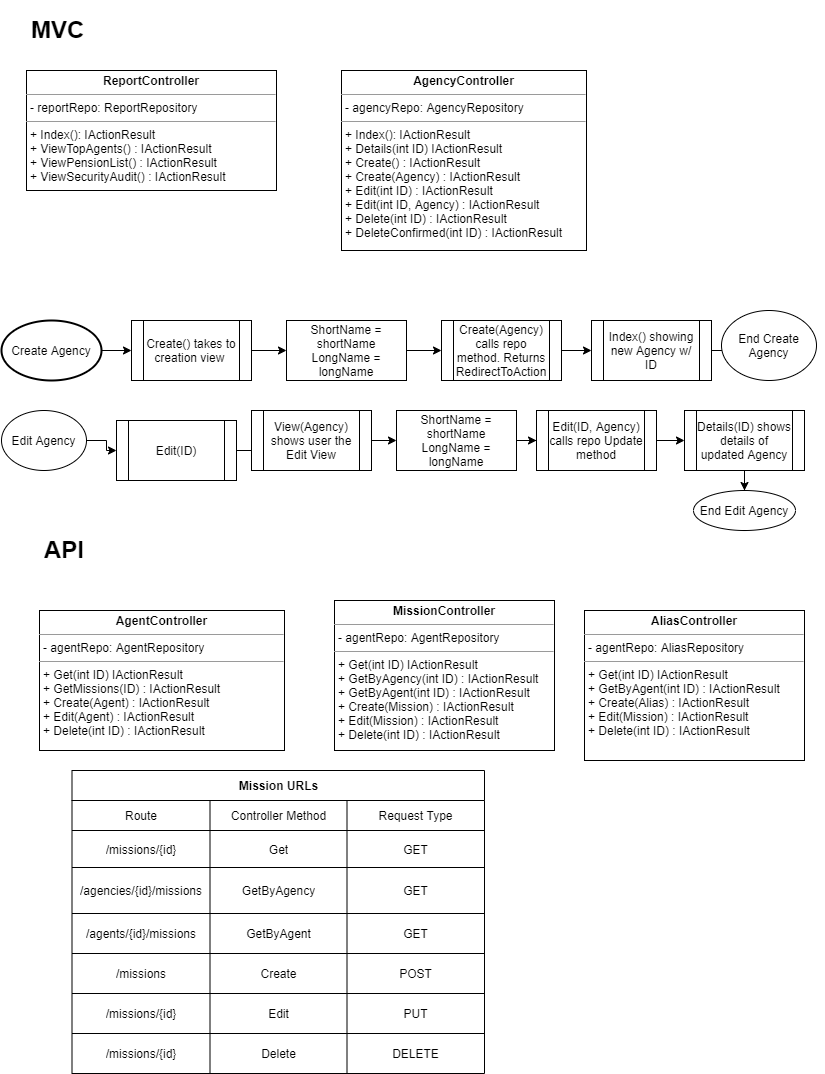 MVC
ReportController
- reportRepo: ReportRepository
+ Index(): IActionResult
+ ViewTopAgents() : IActionResult
+ ViewPensionList() : IActionResult
+ ViewSecurityAudit() : IActionResult
AgencyController
- agencyRepo: AgencyRepository
+ Index(): IActionResult
+ Details(int ID) IActionResult
+ Create() : IActionResult
+ Create(Agency) : IActionResult
+ Edit(int ID) : IActionResult
+ Edit(int ID, Agency) : IActionResult
+ Delete(int ID) : IActionResult
+ DeleteConfirmed(int ID) : IActionResult
Create Agency
Create() takes to
creation view
ShortName =
shortName
LongName =
longName
Create(Agency)
calls repo
method. Returns
RedirectToAction
Index() showing
new Agency w/
ID
End Create
Agency
Edit Agency
Edit(ID)
View(Agency)
shows user the
Edit View
ShortName =
shortName
LongName =
longName
Edit(ID, Agency)
calls repo Update
method
Details(ID) shows
details of
updated Agency
End Edit Agency
API
AgentController
- agentRepo: AgentRepository
+ Get(int ID) IActionResult
+ GetMissions(ID) : IActionResult
+ Create(Agent) : IActionResult
+ Edit(Agent) : IActionResult
+ Delete(int ID) : IActionResult
MissionController
- agentRepo: AgentRepository
+ Get(int ID) IActionResult
+ GetByAgency(int ID) : IActionResult
+ GetByAgent(int ID) : IActionResult
+ Create(Mission) : IActionResult
+ Edit(Mission) : IActionResult
+ Delete(int ID) : IActionResult
AliasController
- agentRepo: AliasRepository
+ Get(int ID) IActionResult
+ GetByAgent(int ID) : IActionResult
+ Create(Alias) : IActionResult
+ Edit(Mission) : IActionResult
+ Delete(int ID) : IActionResult
Mission URLs
Route Controller Method Request Type
/missions/{id} Get GET
/agencies/{id}/missions GetByAgency GET
/agents/{id}/missions GetByAgent GET
/missions Create POST
/missions/{id} Edit PUT
/missions/{id} Delete DELETE